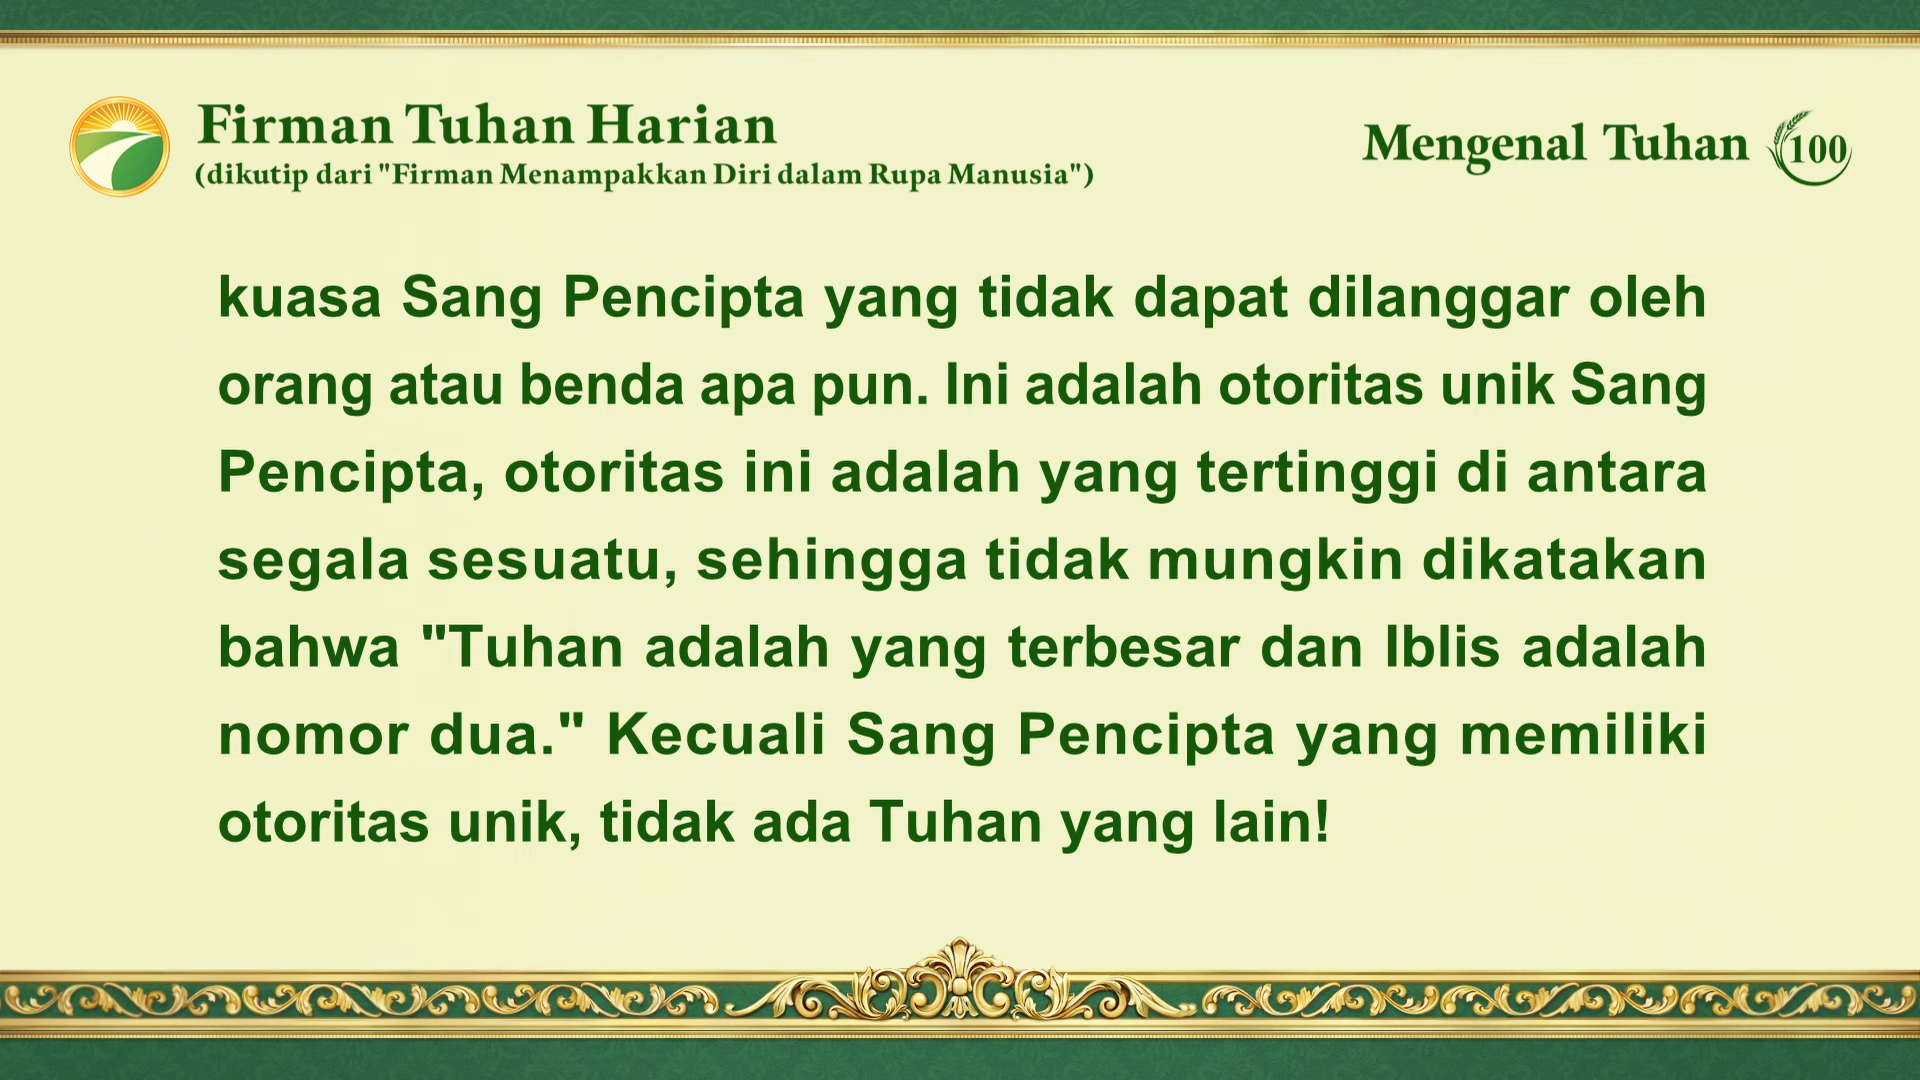 Firman Tuhan Harian
(dikutip dari "Firman Menampakkan Diri dalam Rupa Manusia")
Mengenal Tuhan 100
kuasa Sang Pencipta yang tidak dapat dilanggar oleh
orang atau benda apa pun. Ini adalah otoritas unik Sang
Pencipta, otoritas ini adalah yang tertinggi di antara
segala sesuatu, sehingga tidak mungkin dikatakan
bahwa "Tuhan adalah yang terbesar dan Iblis adalah
nomor dua." Kecuali Sang Pencipta yang memiliki
otoritas unik, tidak ada Tuhan yang lain!